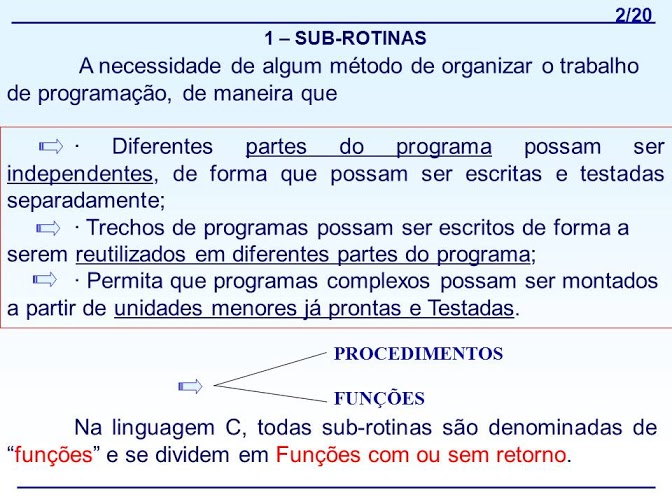 2/20
1 – SUB-ROTINAS
A necessidade de algum método de organizar o trabalho
de programação, de maneira que
· Diferentes partes do programa possam ser
independentes, de forma que possam ser escritas e testadas
separadamente;
· Trechos de programas possam ser escritos de forma a
serem reutilizados em diferentes partes do programa;
· Permita que programas complexos possam ser montados
a partir de unidades menores já prontas e Testadas.
PROCEDIMENTOS
FUNÇÕES
Na linguagem C, todas sub-rotinas são denominadas de
“funções” e se dividem em Funções com ou sem retorno.